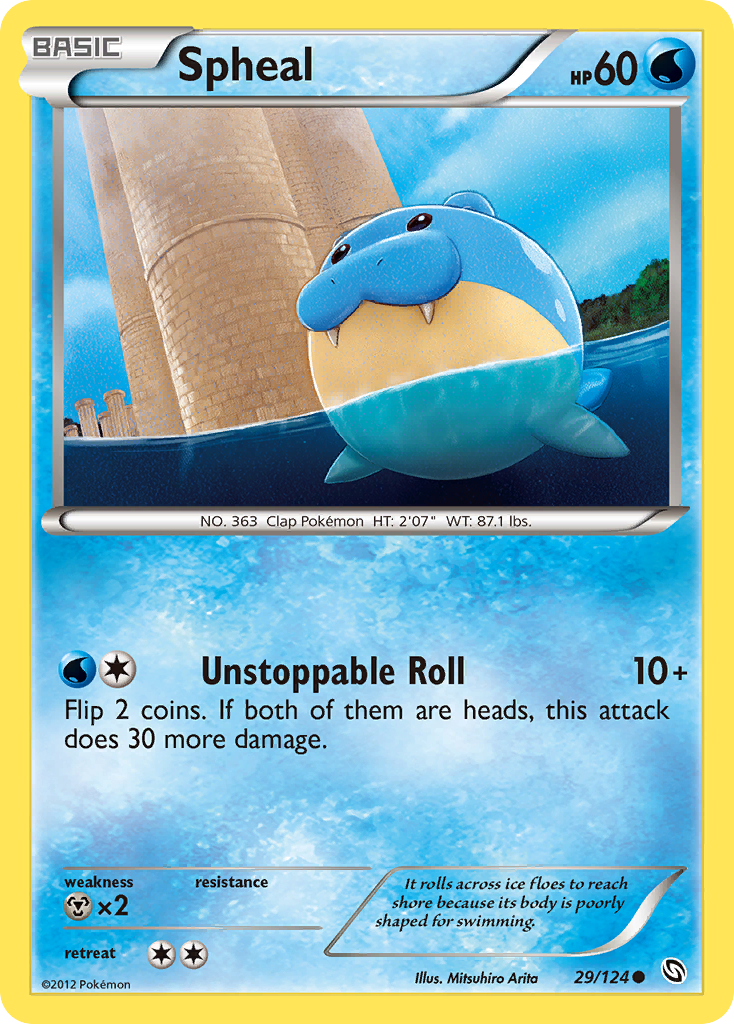 BASIC
Spheal
HP60
NO. 363 Clap Pokémon HT: 2'07" WT: 87.1 lbs.
Unstoppable Roll 10+
Flip 2 coins. If both of them are heads, this attack
does 30 more damage.
weakness resistance
×2
retreat
It rolls across ice floes to reach
shore because its body is poorly
shaped for swimming.
©2012 Pokémon
Illus. Mitsuhiro Arita 29/124